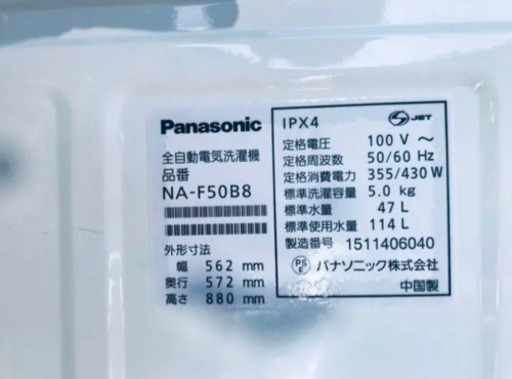 Panasonic
全自動電気洗濯機
品番
NA-F50B8
外形寸法
幅 562 mm
奥行 572 mm
高さ 880 mm
IPX4
S JET
定格電圧 100 V ～
定格周波数 50/60 Hz
定格消費電力 355/430 W
標準洗濯容量 5.0 kg
標準水量 47 L
標準使用水量 114 L
製造番号 1511406040
PS E パナソニック株式会社
中国製